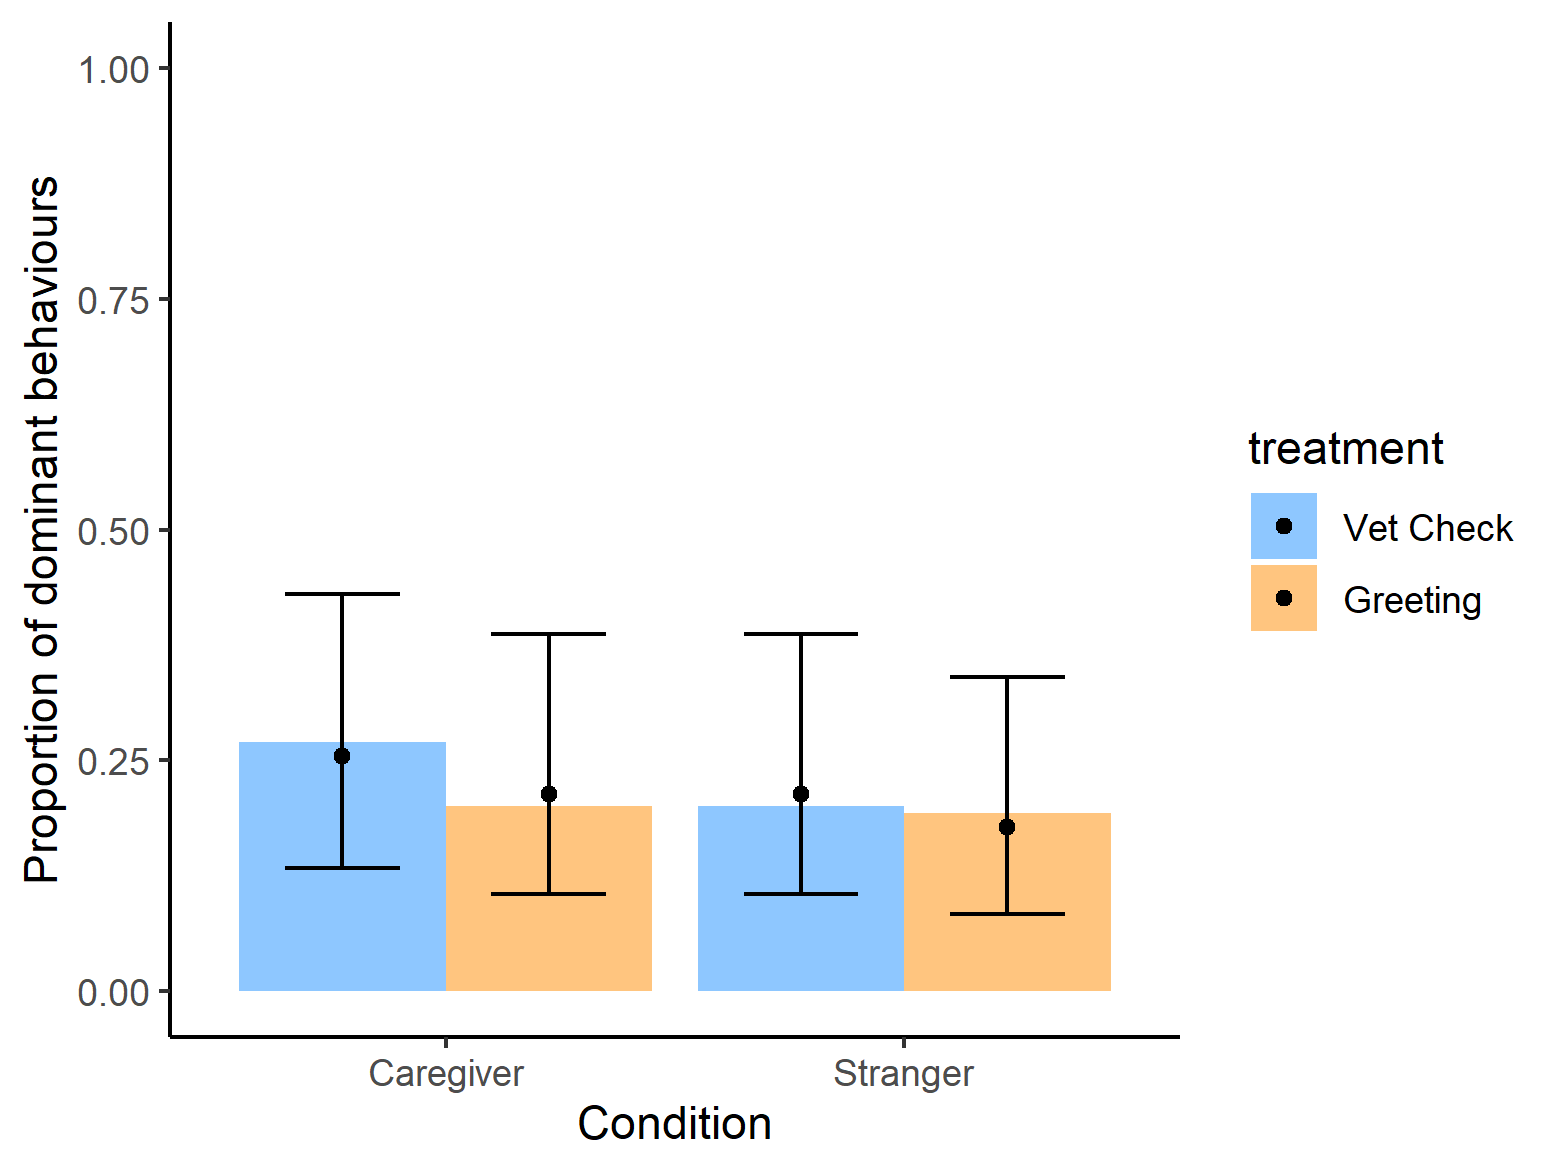 Proportion of dominant behaviours
1.00
0.75
0.50
0.25
0.00
Caregiver
Stranger
Condition
treatment
Vet Check
Greeting